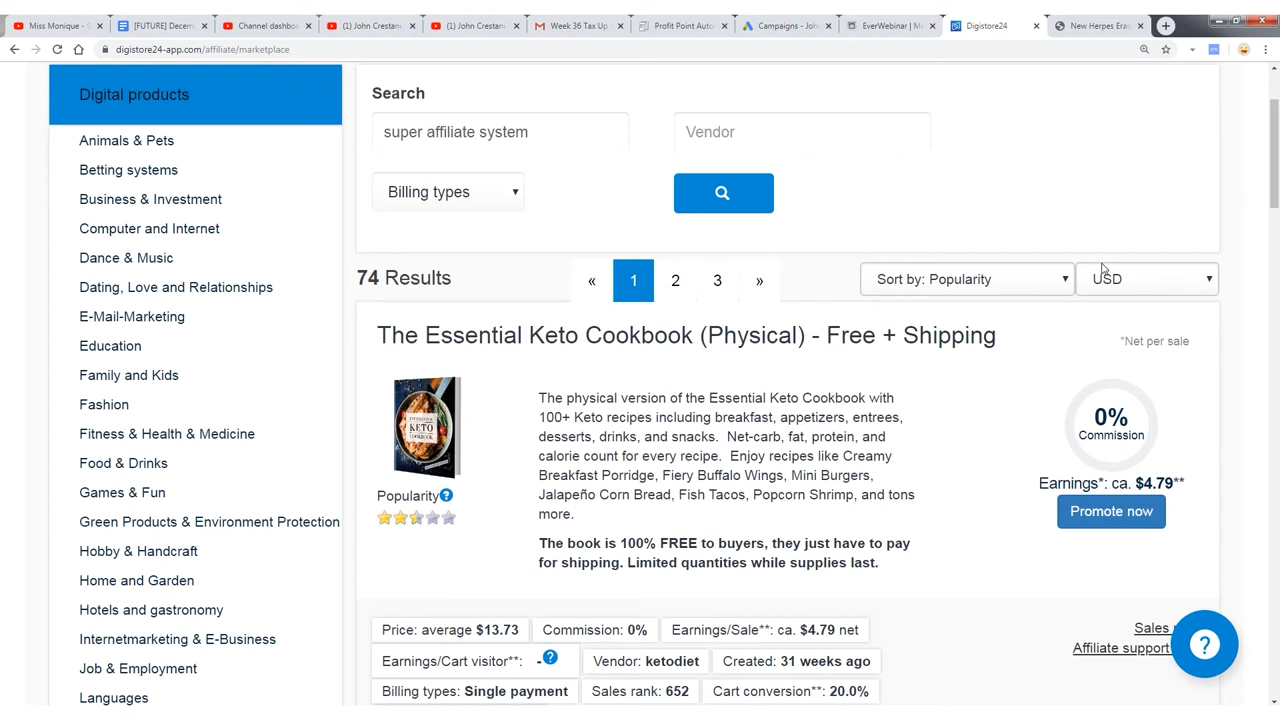 Miss Monique - S
[FUTURE] Decem
Channel dashboa
(1) John Crestan
(1) John Crestan
Week 36 Tax Up
Profit Point Auto
Campaigns - Joh
EverWebinar | M
Digistore24
New Herpes Eras
digistore24-app.com/affiliate/marketplace
Digital products
Animals & Pets
Betting systems
Business & Investment
Computer and Internet
Dance & Music
Dating, Love and Relationships
E-Mail-Marketing
Education
Family and Kids
Fashion
Fitness & Health & Medicine
Food & Drinks
Games & Fun
Green Products & Environment Protection
Hobby & Handcraft
Home and Garden
Hotels and gastronomy
Internetmarketing & E-Business
Job & Employment
Languages
Search
super affiliate system
Vendor
Billing types
74 Results
« 1 2 3 »
Sort by: Popularity
USD
The Essential Keto Cookbook (Physical) - Free + Shipping
*Net per sale
Popularity
The physical version of the Essential Keto Cookbook with
100+ Keto recipes including breakfast, appetizers, entrees,
desserts, drinks, and snacks. Net-carb, fat, protein, and
calorie count for every recipe. Enjoy recipes like Creamy
Breakfast Porridge, Fiery Buffalo Wings, Mini Burgers,
Jalapeño Corn Bread, Fish Tacos, Popcorn Shrimp, and tons
more.
The book is 100% FREE to buyers, they just have to pay
for shipping. Limited quantities while supplies last.
0%
Commission
Earnings*: ca. $4.79**
Promote now
KETO
Price: average $13.73
Commission: 0%
Earnings/Sale**: ca. $4.79 net
Earnings/Cart visitor**: -
Vendor: ketodiet
Created: 31 weeks ago
Billing types: Single payment
Sales rank: 652
Cart conversion**: 20.0%
Sales
Affiliate support